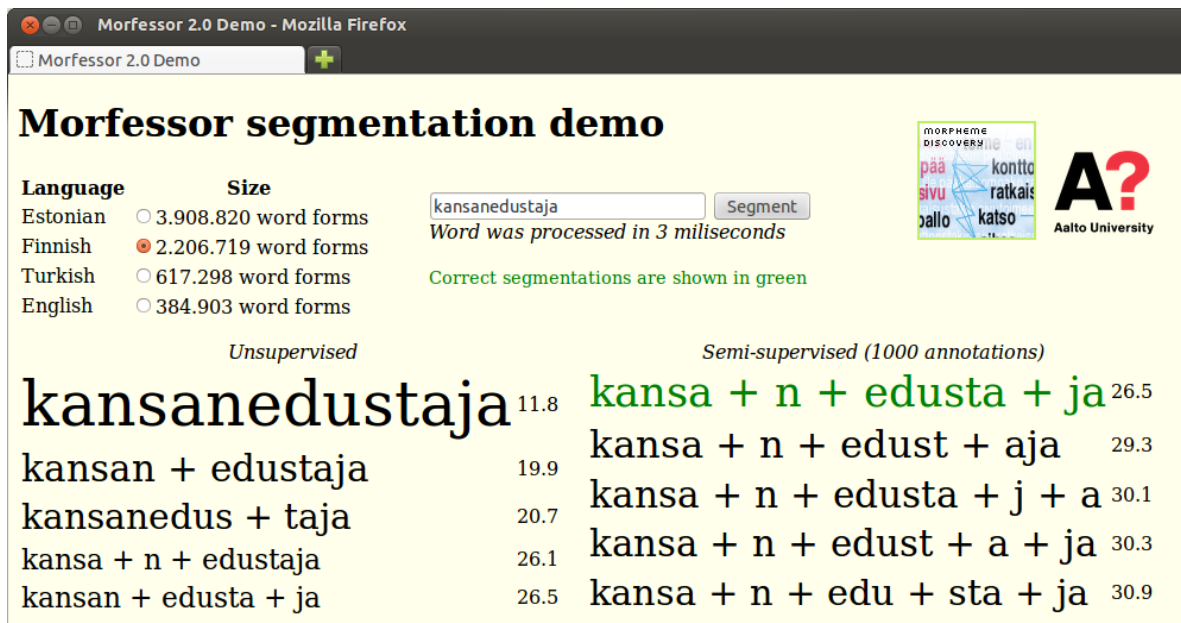 Morfessor 2.0 Demo - Mozilla Firefox
Morfessor 2.0 Demo
Morfessor segmentation demo
Language Size
Estonian 3.908.820 word forms
Finnish 2.206.719 word forms
Turkish 617.298 word forms
English 384.903 word forms
kansanedustaja Segment
Word was processed in 3 miliseconds
Correct segmentations are shown in green
MORPHEME
DISCOVERY
pää kontto
sivu ratkais
pallo katso
A?
Aalto University
Unsupervised
kansanedustaja 11.8
kansan + edustaja 19.9
kansanedus + taja 20.7
kansa + n + edustaja 26.1
kansan + edusta + ja 26.5
Semi-supervised (1000 annotations)
kansa + n + edusta + ja 26.5
kansa + n + edust + aja 29.3
kansa + n + edusta + j + a 30.1
kansa + n + edust + a + ja 30.3
kansa + n + edu + sta + ja 30.9